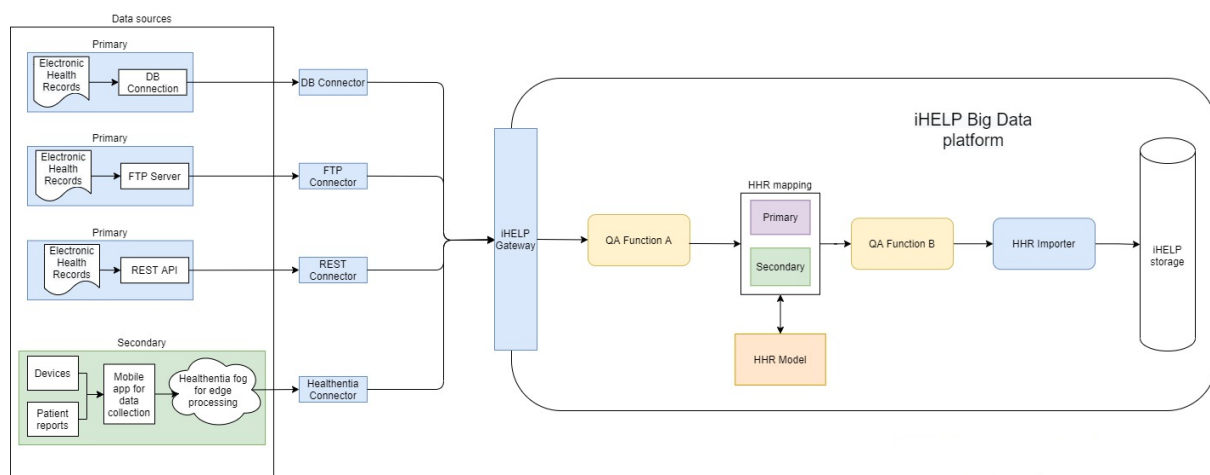 Data sources
Primary
Electronic
Health
Records
DB
Connection
DB Connector
Primary
Electronic
Health
Records
FTP Server
FTP
Connector
Primary
Electronic
Health
Records
REST API
REST
Connector
Secondary
Devices
Patient
reports
Mobile
app for
data
collection
Healthentia fog
for edge
processing
Healthentia
Connector
iHELP
Gateway
iHELP Big Data
platform
QA Function A
HHR mapping
Primary
Secondary
HHR Model
QA Function B
HHR Importer
iHELP
storage